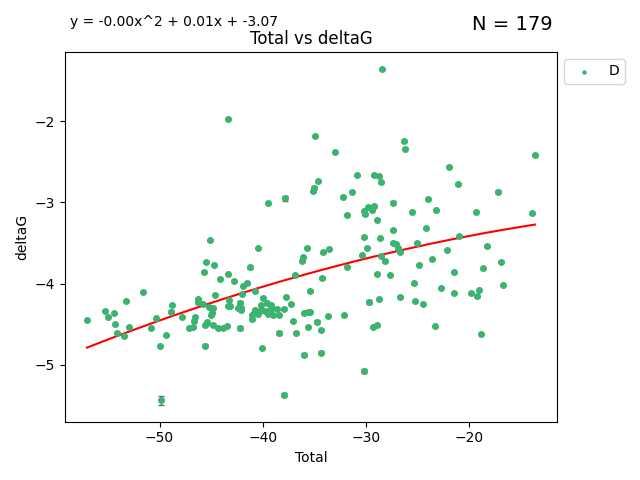 y = -0.00x^2 + 0.01x + -3.07
N = 179
Total vs deltaG
D
deltaG
−2
−3
−4
−5
−50
−40
−30
−20
Total